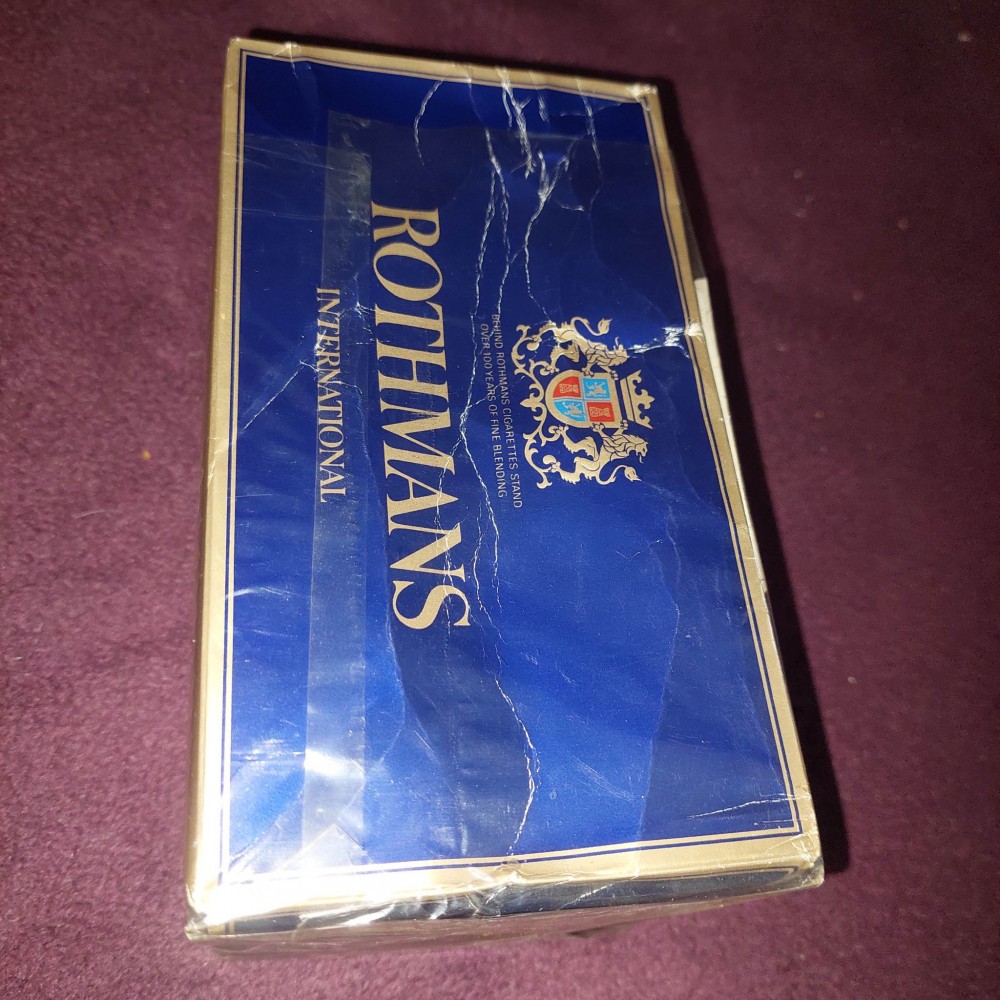 BEHIND ROTHMANS CIGARETTES STAND
OVER 100 YEARS OF FINE BLENDING
ROTHMANS
INTERNATIONAL